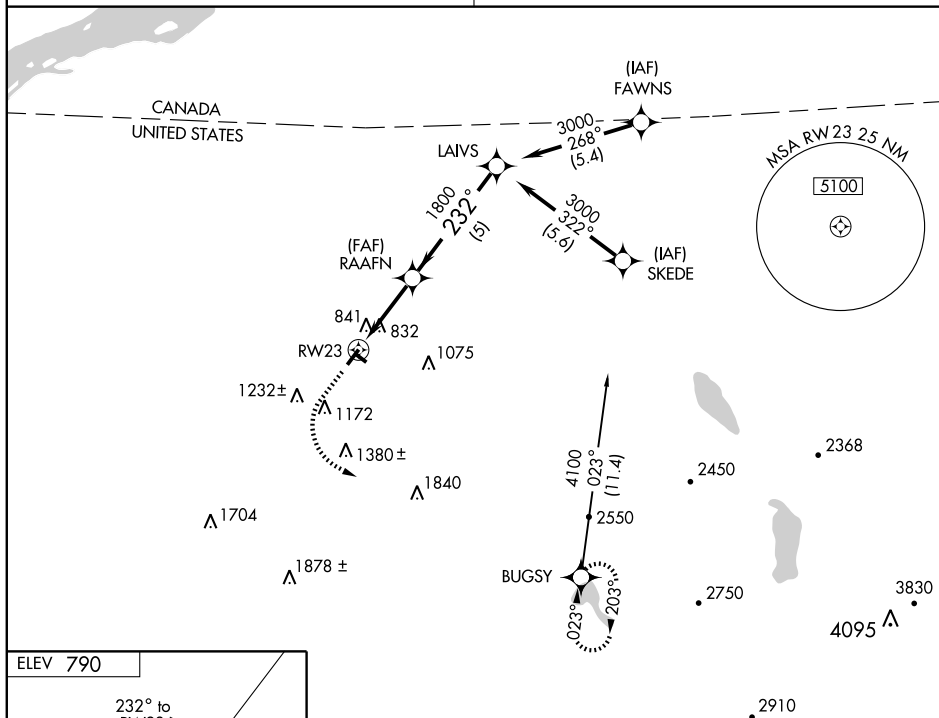 (IAF)
FAWNS
CANADA
UNITED STATES
3000
268°
(5.4)
LAIVS
MSA RW 23 25 NM
5100
1800
232°
(5)
3000
322°
(5.6)
(IAF)
SKEDE
(FAF)
RAAFN
841
832
RW23
1075
1232 ±
1172
1380 ±
4100
023°
(11.4)
2368
2450
1840
1704
2550
1878 ±
BUGSY
023°
203°
2750
3830
4095
ELEV 790
232° to
2910